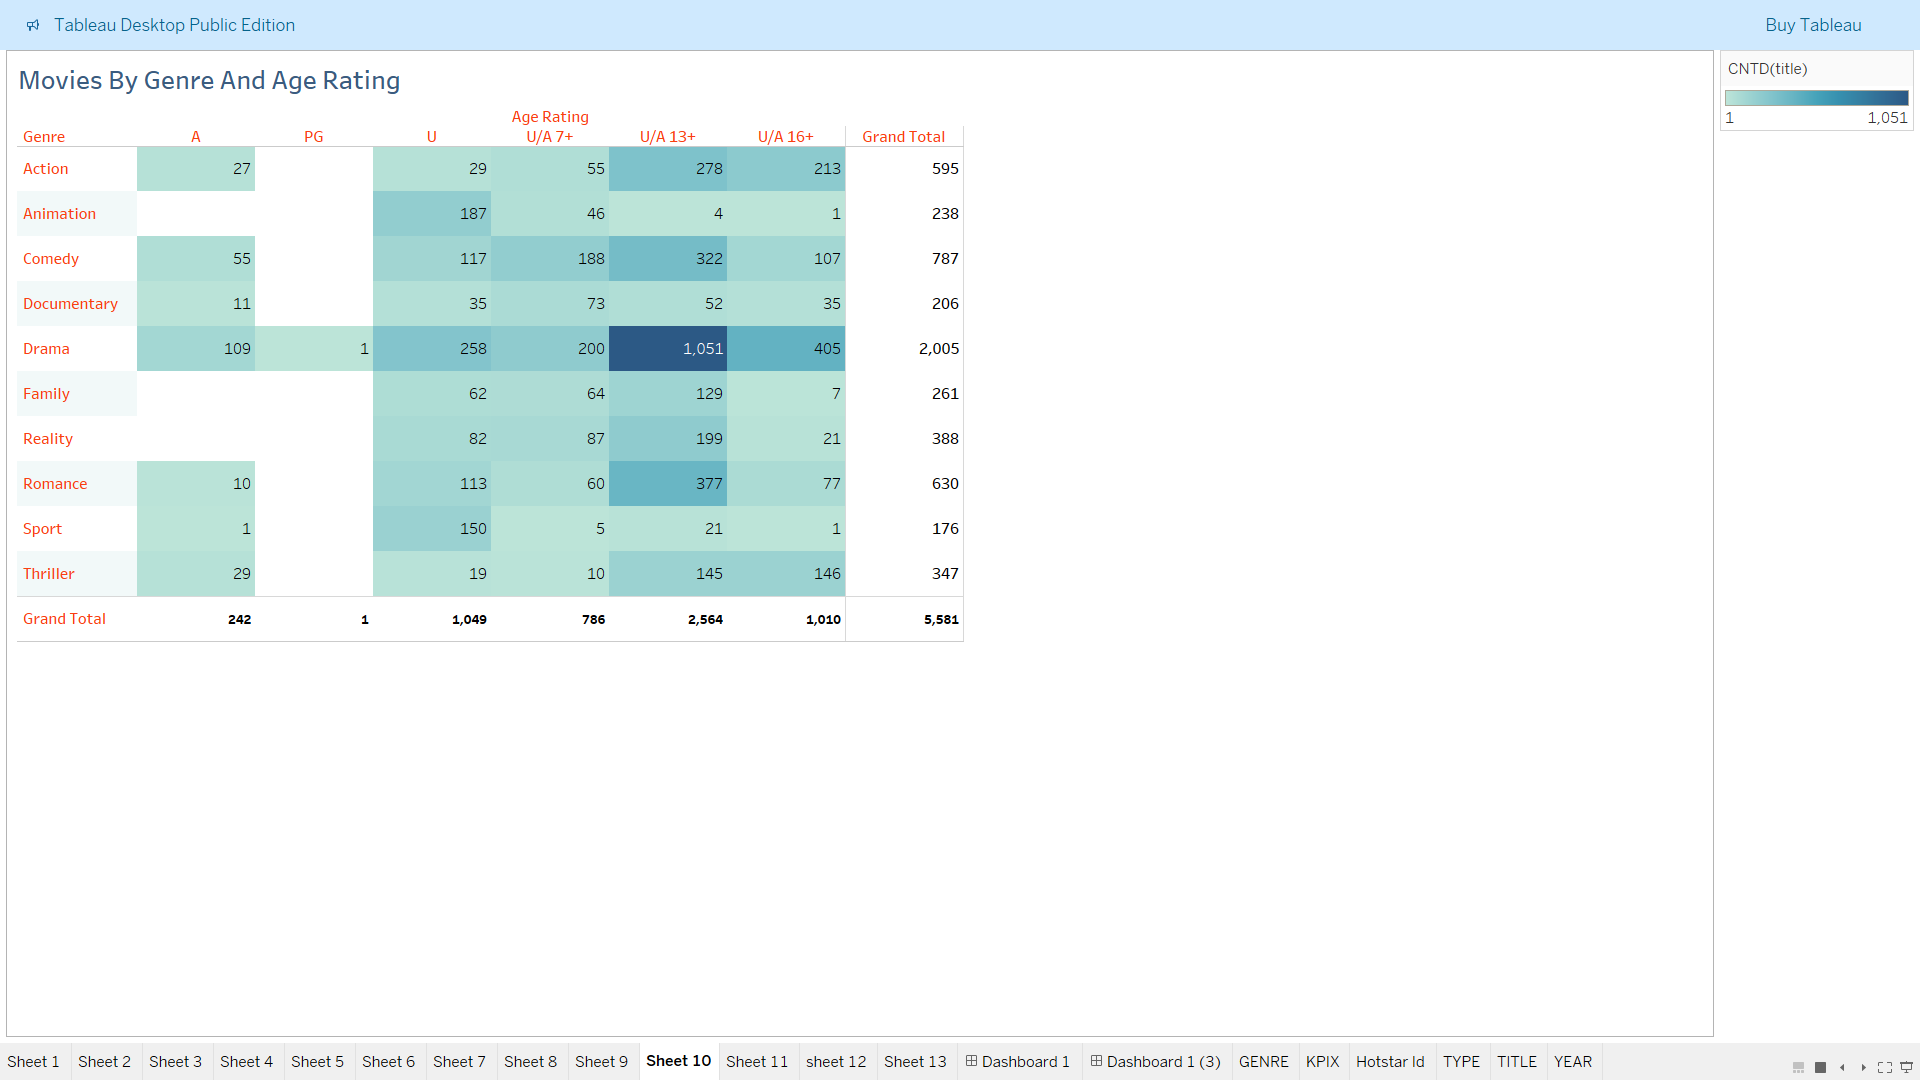 Tableau Desktop Public Edition Buy Tableau
Movies By Genre And Age Rating
CNTD(title)
1 1,051
Age Rating
Genre A PG U U/A 7+ U/A 13+ U/A 16+ Grand Total
Action 27 29 55 278 213 595
Animation 187 46 4 1 238
Comedy 55 117 188 322 107 787
Documentary 11 35 73 52 35 206
Drama 109 1 258 200 1,051 405 2,005
Family 62 64 129 7 261
Reality 82 87 199 21 388
Romance 10 113 60 377 77 630
Sport 1 150 5 21 1 176
Thriller 29 19 10 145 146 347
Grand Total 242 1 1,049 786 2,564 1,010 5,581
Sheet 1 Sheet 2 Sheet 3 Sheet 4 Sheet 5 Sheet 6 Sheet 7 Sheet 8 Sheet 9 Sheet 10 Sheet 11 sheet 12 Sheet 13 Dashboard 1 Dashboard 1 (3) GENRE KPIX Hotstar Id TYPE TITLE YEAR